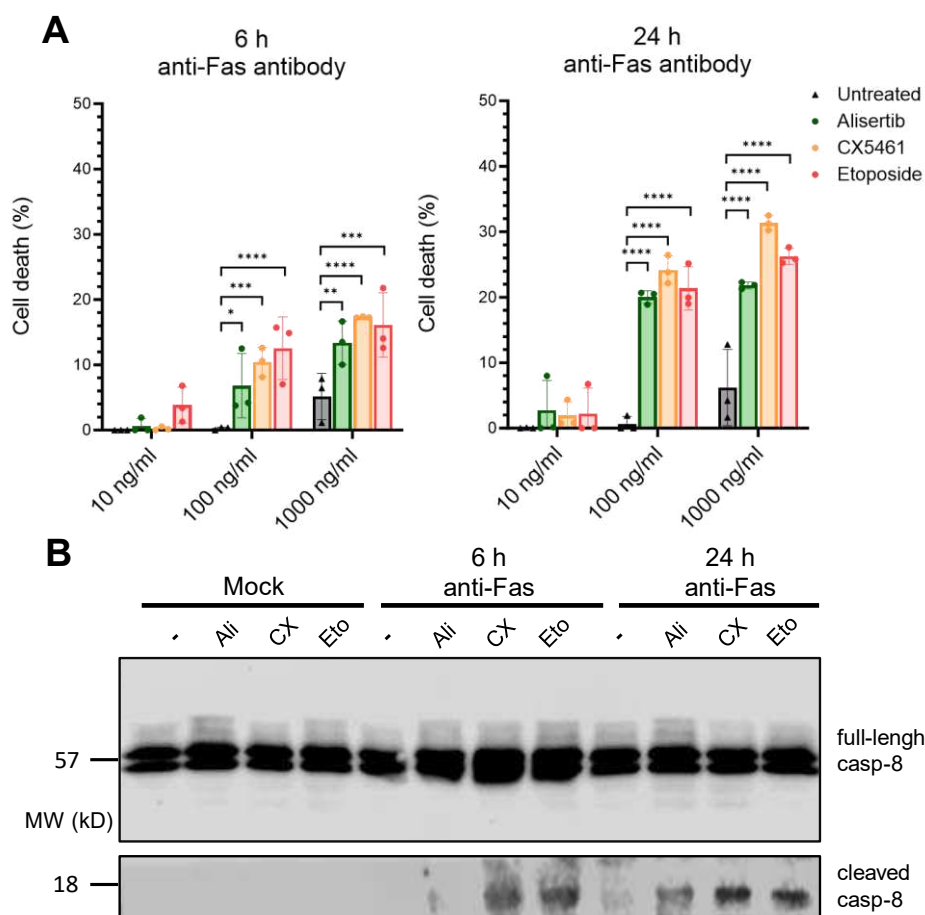 A
6 h
anti-Fas antibody
24 h
anti-Fas antibody
Untreated
Alisertib
CX5461
Etoposide
Cell death (%)
50
40
30
20
10
0
* *** ****
** **** ***
10 ng/ml
100 ng/ml
1000 ng/ml
Cell death (%)
50
40
30
20
10
0
**** **** ****
**** **** ****
10 ng/ml
100 ng/ml
1000 ng/ml
B
Mock
6 h
anti-Fas
24 h
anti-Fas
- Ali CX Eto - Ali CX Eto - Ali CX Eto
57
full-lengh
casp-8
MW (kD)
18
cleaved
casp-8